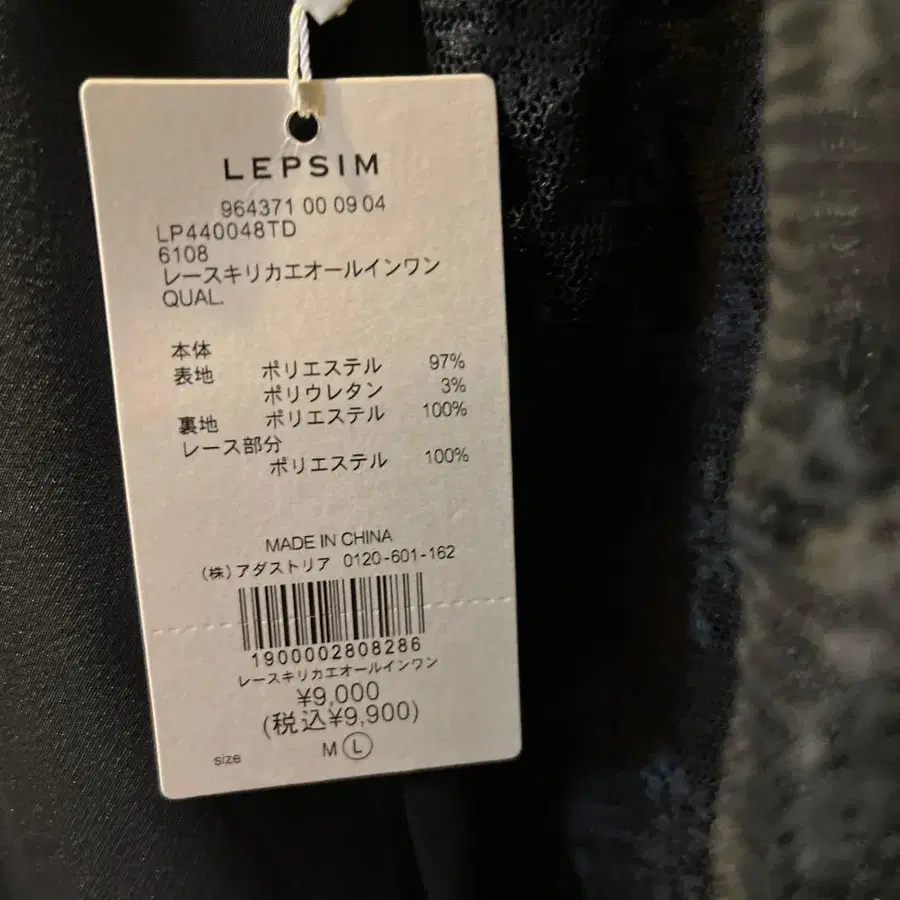 LEPSIM
964371 00 09 04
LP440048TD
6108
レースキリカエオールインワン
QUAL.
本体
表地 ポリエステル 97%
ポリウレタン 3%
裏地 ポリエステル 100%
レース部分
ポリエステル 100%
MADE IN CHINA
(株)アダストリア 0120-601-162
1900002808286
レースキリカエオールインワン
¥9,000
(税込¥9,900)
size M L